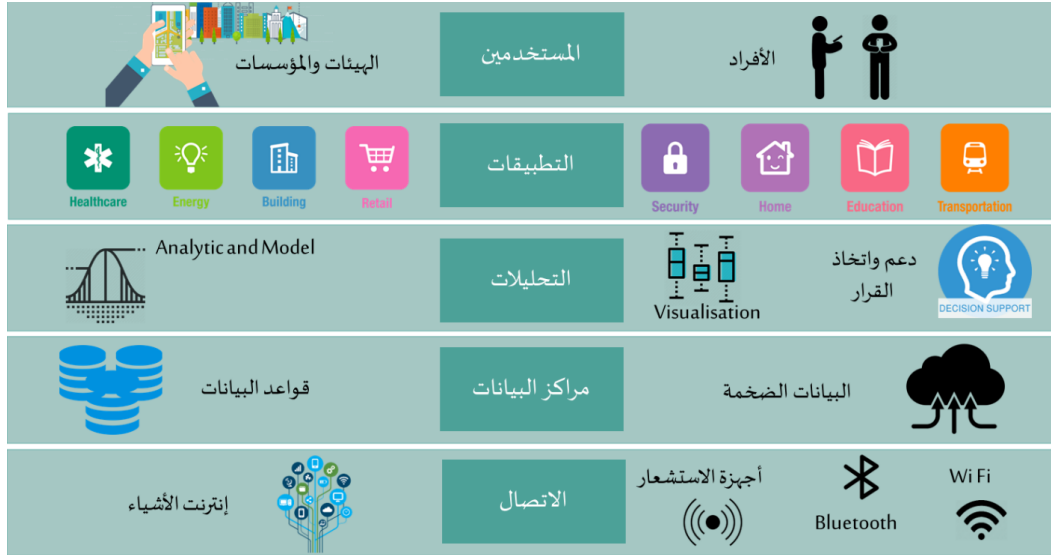 الأفراد
المستخدمين
الهيئات والمؤسسات
التطبيقات
Healthcare
Energy
Building
Retail
Security
Home
Education
Transportation
دعم واتخاذ
القرار
DECISION SUPPORT
Visualisation
التحليلات
Analytic and Model
البيانات الضخمة
مراكز البيانات
قواعد البيانات
Wi Fi
Bluetooth
أجهزة الاستشعار
الاتصال
إنترنت الأشياء